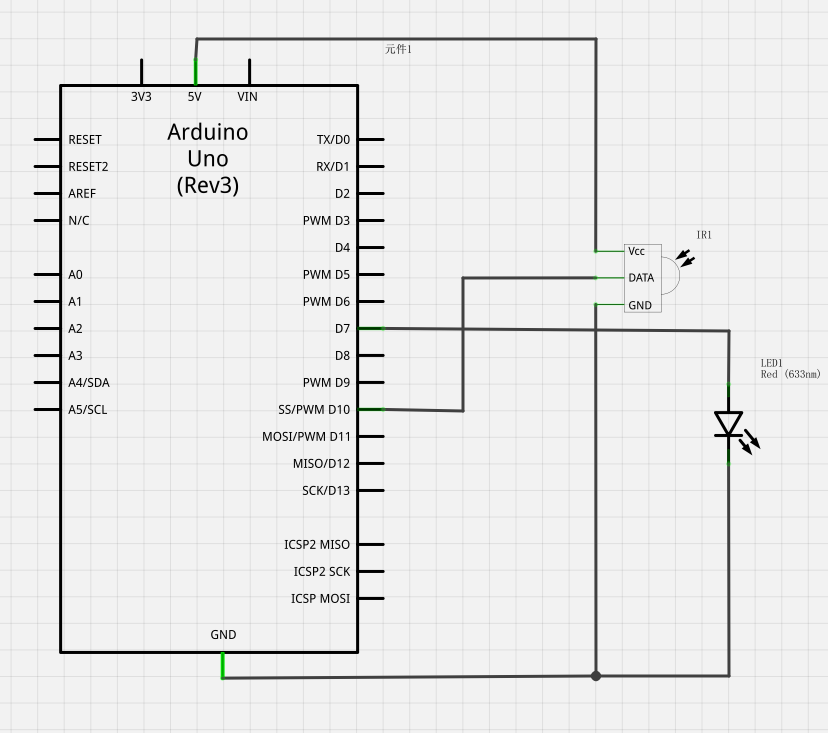 元件1
3V3
5V
VIN
Arduino
Uno
(Rev3)
RESET
RESET2
AREF
N/C
A0
A1
A2
A3
A4/SDA
A5/SCL
TX/D0
RX/D1
D2
PWM D3
D4
PWM D5
PWM D6
D7
D8
PWM D9
SS/PWM D10
MOSI/PWM D11
MISO/D12
SCK/D13
ICSP2 MISO
ICSP2 SCK
ICSP MOSI
GND
IR1
Vcc
DATA
GND
LED1
Red (633nm)